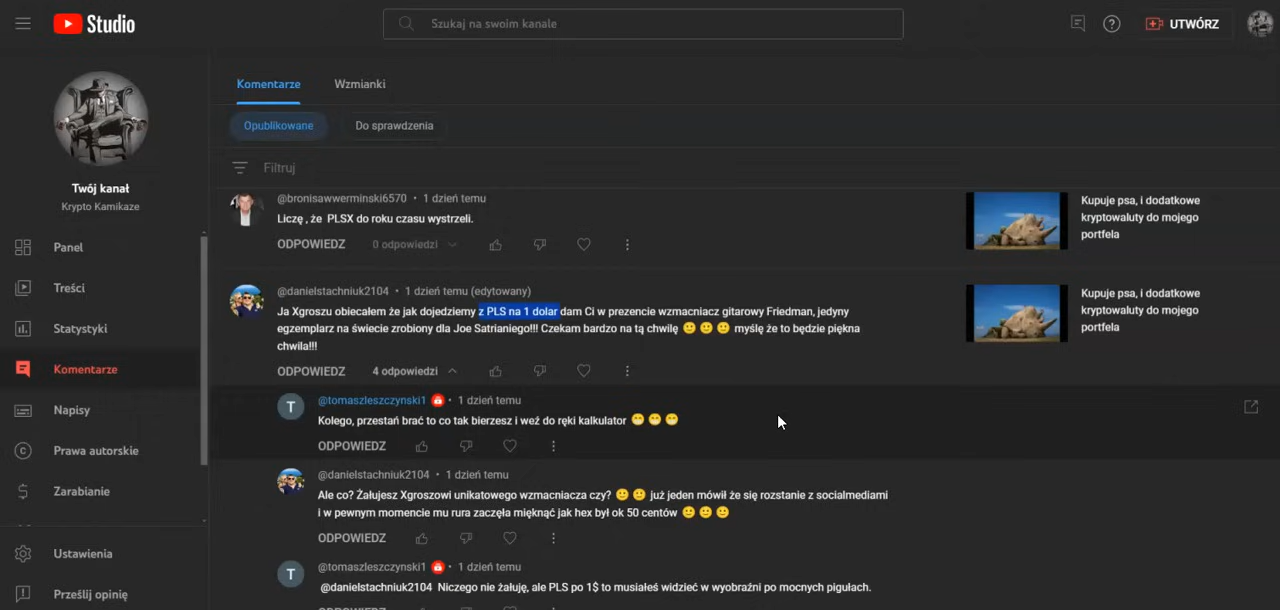 Studio
Szukaj na swoim kanale
UTWÓRZ
Twój kanał
Krypto Kamikaze
Panel
Treści
Statystyki
Komentarze
Napisy
Prawa autorskie
Zarabianie
Ustawienia
Prześlij opinię
Komentarze Wzmianki
Opublikowane Do sprawdzenia
Filtruj
@bronisawwerminski6570 • 1 dzień temu
Liczę , że PLSX do roku czasu wystrzeli.
ODPOWIEDZ 0 odpowiedzi
Kupuje psa, i dodatkowe
kryptowaluty do mojego
portfela
@danielstachniuk2104 • 1 dzień temu (edytowany)
Ja Xgroszu obiecałem że jak dojedziemy z PLS na 1 dolar dam Ci w prezencie wzmacniacz gitarowy Friedman, jedyny
egzemplarz na świecie zrobiony dla Joe Satrianiego!!! Czekam bardzo na tą chwilę 🙂 🙂 🙂 myślę że to będzie piękna
chwila!!!
ODPOWIEDZ 4 odpowiedzi
Kupuje psa, i dodatkowe
kryptowaluty do mojego
portfela
T
@tomaszleszczynski1 • 1 dzień temu
Kolego, przestań brać to co tak bierzesz i weź do ręki kalkulator 😁 😁 😁
ODPOWIEDZ
@danielstachniuk2104 • 1 dzień temu
Ale co? Żałujesz Xgroszowi unikatowego wzmacniacza czy? 🙂 🙂 już jeden mówił że się rozstanie z socialmediami
i w pewnym momencie mu rura zaczęła mięknąć jak hex był ok 50 centów 🙂 🙂 🙂
ODPOWIEDZ
T
@tomaszleszczynski1 • 1 dzień temu
@danielstachniuk2104 Niczego nie żałuję, ale PLS po 1$ to musiałeś widzieć w wyobraźni po mocnych pigułach.